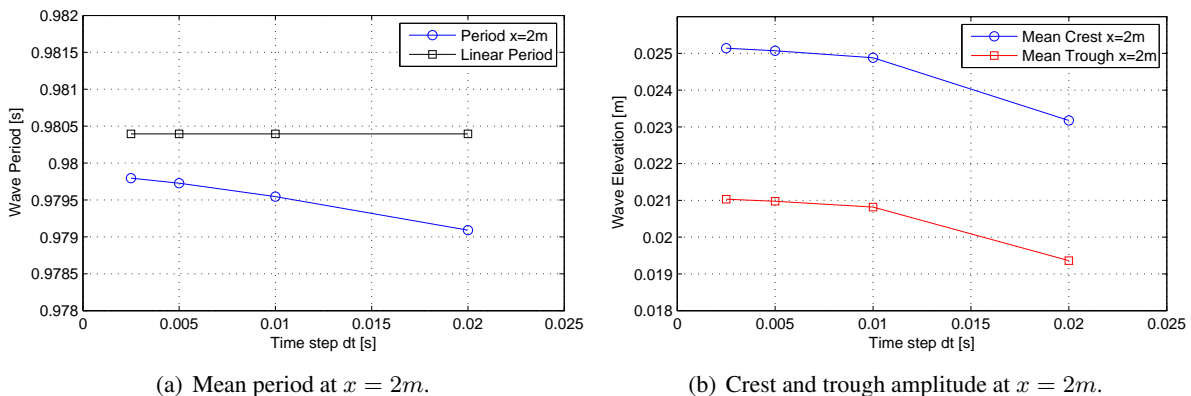 0.982
0.9815
0.981
0.9805
0.98
0.9795
0.979
0.9785
0.978
Wave Period [s]
Period x=2m
Linear Period
0
0.005
0.01
0.015
0.02
0.025
Time step dt [s]
(a) Mean period at x = 2m.
0.025
0.024
0.023
0.022
0.021
0.02
0.019
0.018
Wave Elevation [m]
Mean Crest x=2m
Mean Trough x=2m
0
0.005
0.01
0.015
0.02
0.025
Time step dt [s]
(b) Crest and trough amplitude at x = 2m.